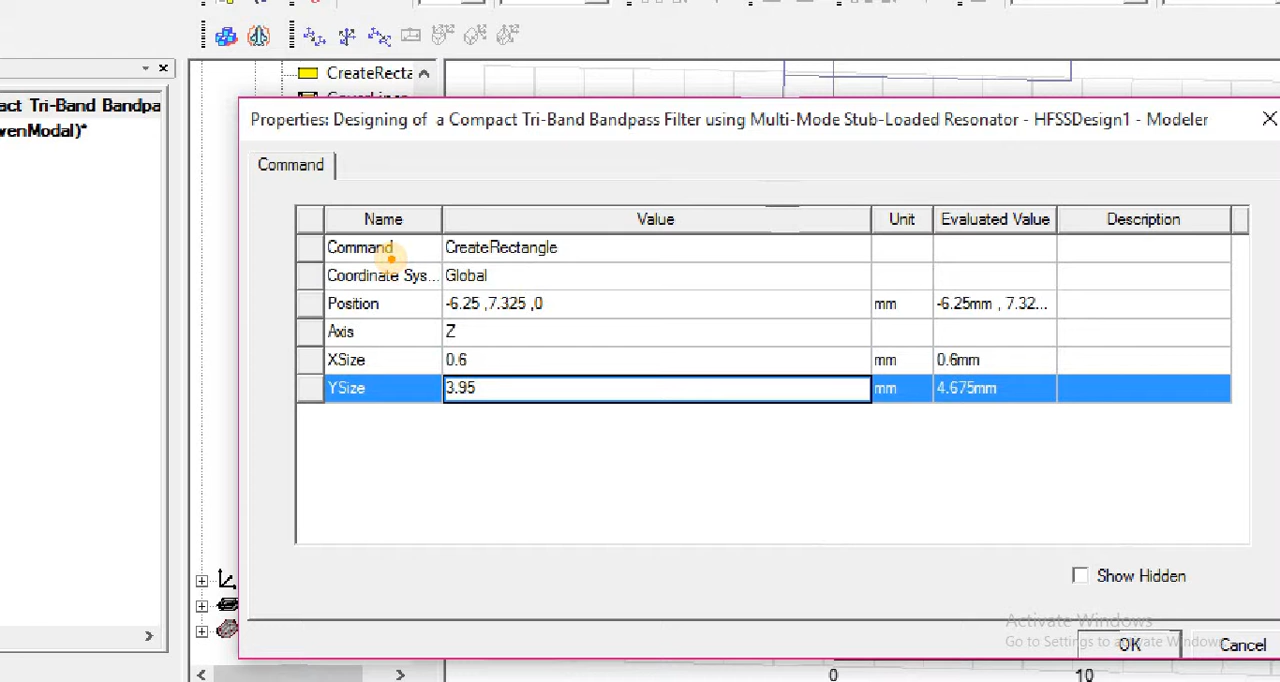 CreateRecta
act Tri-Band Bandpa
venModal)*
Properties: Designing of a Compact Tri-Band Bandpass Filter using Multi-Mode Stub-Loaded Resonator - HFSSDesign1 - Modeler
Command
Name Value Unit Evaluated Value Description
Command CreateRectangle
Coordinate Sys... Global
Position -6.25 ,7.325 ,0 mm -6.25mm , 7.32...
Axis Z
XSize 0.6 mm 0.6mm
YSize 3.95 mm 4.675mm
Show Hidden
Activate Windows
Go to Settings to activate Windows.
OK Cancel
0 10